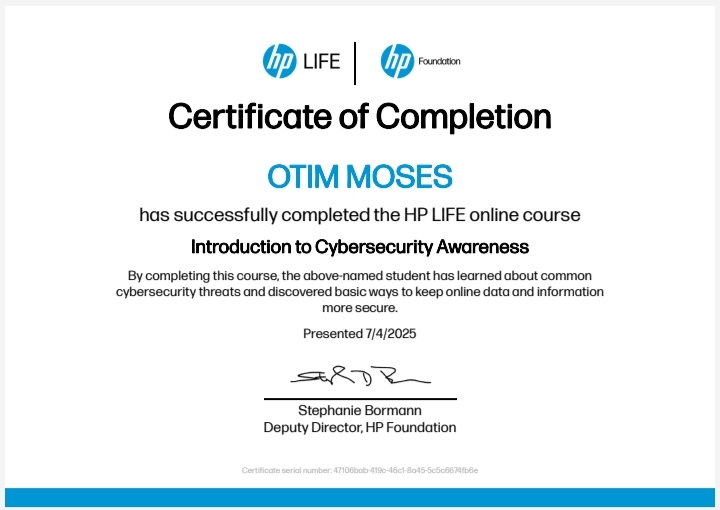 hp LIFE hp Foundation
Certificate of Completion
OTIM MOSES
has successfully completed the HP LIFE online course
Introduction to Cybersecurity Awareness
By completing this course, the above-named student has learned about common
cybersecurity threats and discovered basic ways to keep online data and information
more secure.
Presented 7/4/2025
Stephanie Bormann
Deputy Director, HP Foundation
Certificate serial number: 47106bab-419c-46c1-8a45-5c5c6674fb6e